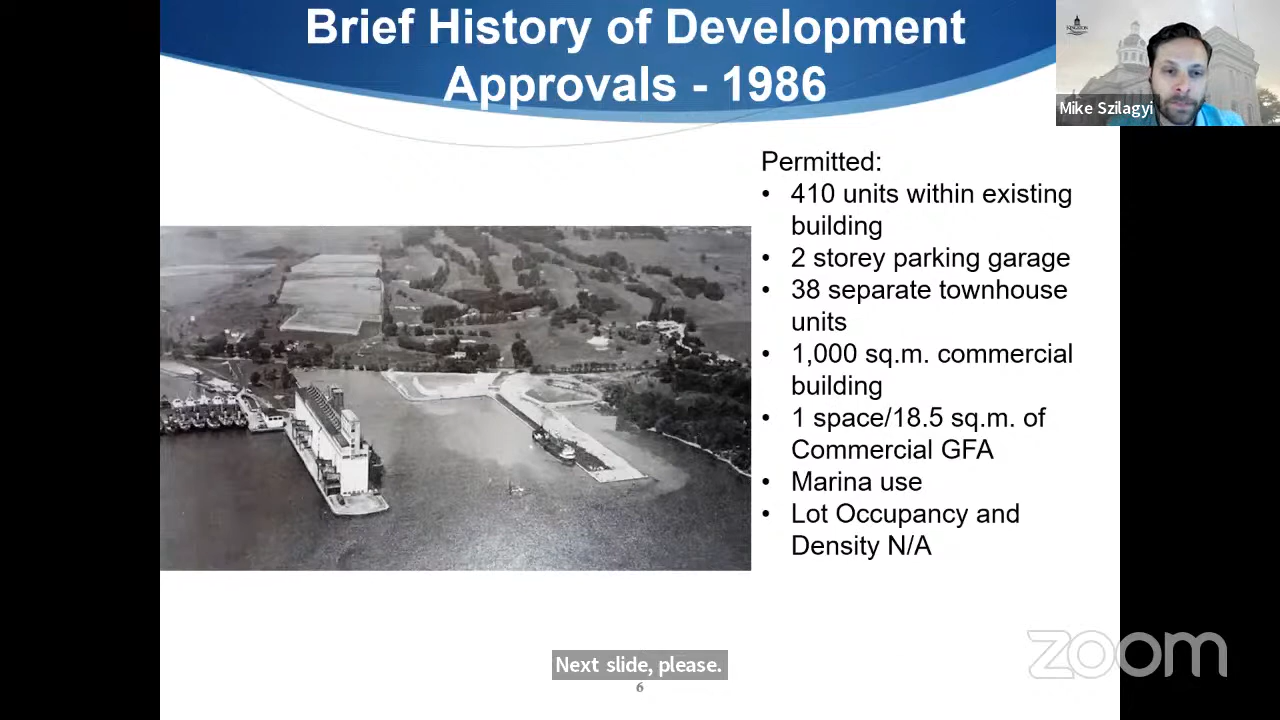 Brief History of Development
Approvals - 1986
KINGSTON
Mike Szilagyi
Permitted:
• 410 units within existing
building
• 2 storey parking garage
• 38 separate townhouse
units
• 1,000 sq.m. commercial
building
• 1 space/18.5 sq.m. of
Commercial GFA
• Marina use
• Lot Occupancy and
Density N/A
Next slide, please.
6
zoom